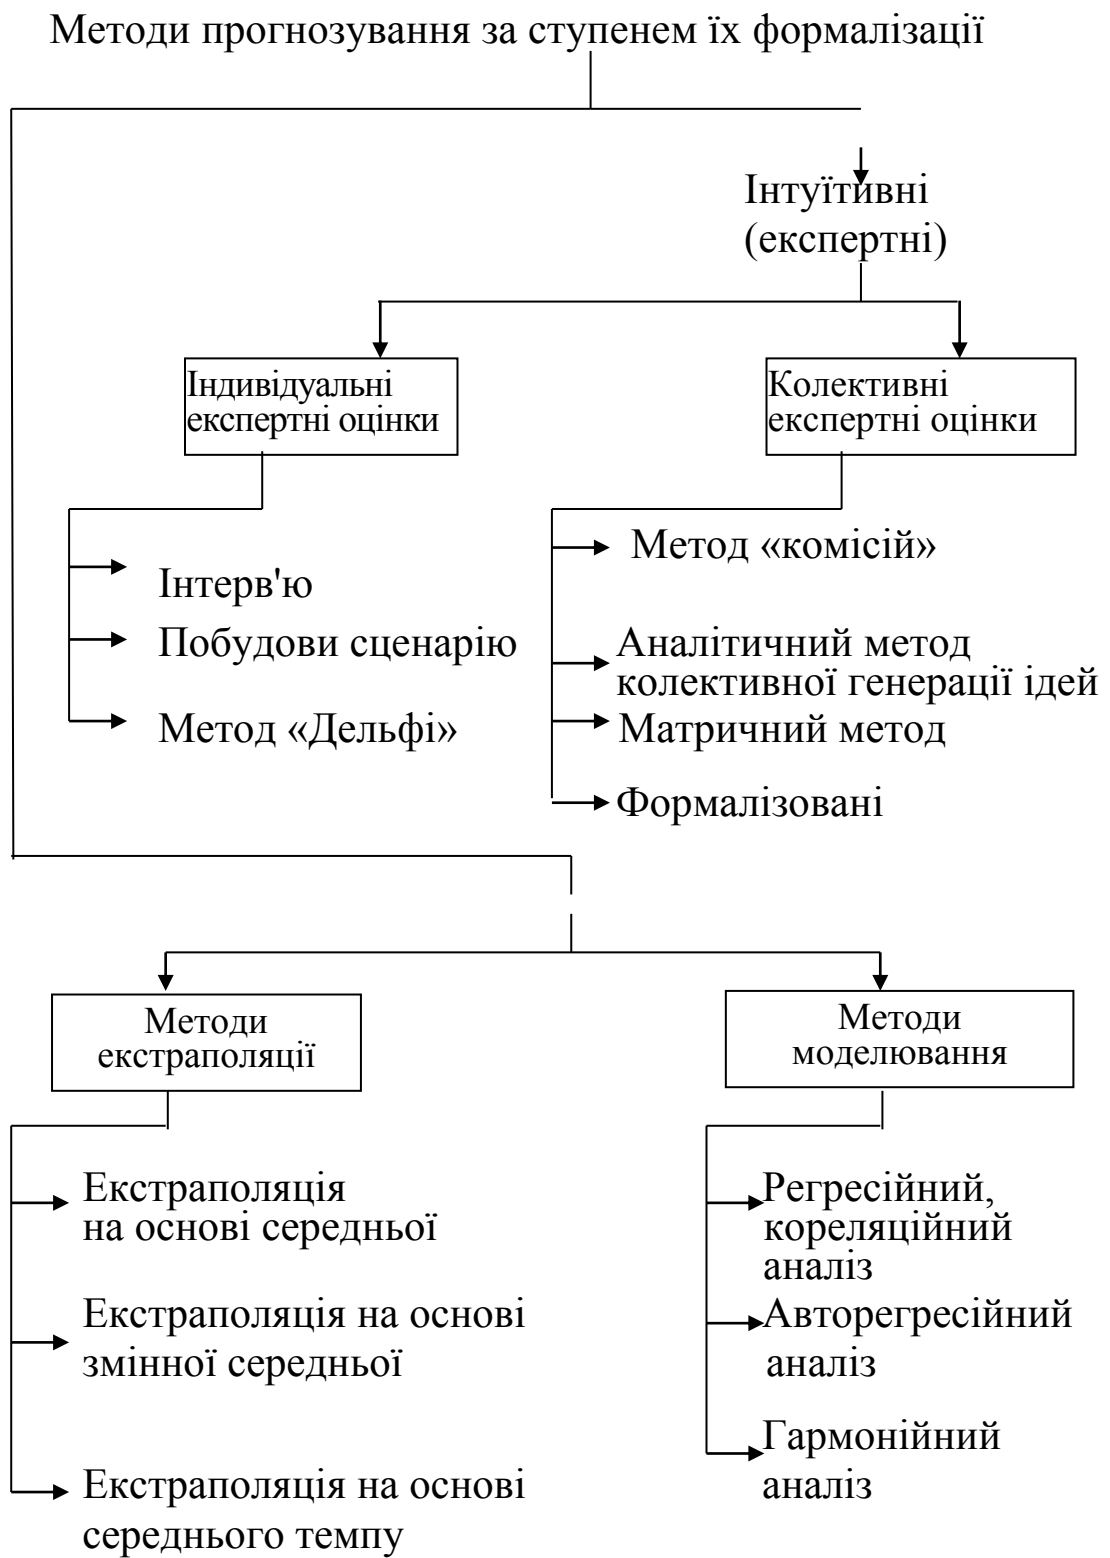 Методи прогнозування за ступенем їх формалізації
Інтуїтивні
(експертні)
Індивідуальні
експертні оцінки
Колективні
експертні оцінки
Інтерв'ю
Побудови сценарію
Метод «Дельфі»
Метод «комісій»
Аналітичний метод
колективної генерації ідей
Матричний метод
Формалізовані
Методи
екстраполяції
Методи
моделювання
Екстраполяція
на основі середньої
Екстраполяція на основі
змінної середньої
Екстраполяція на основі
середнього темпу
Регресійний,
кореляційний
аналіз
Авторегресійний
аналіз
Гармонійний
аналіз